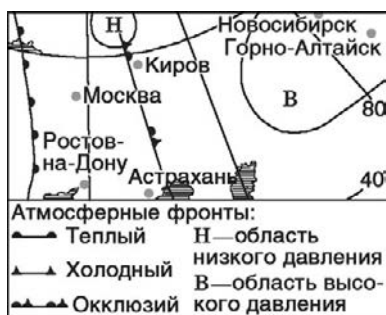 Н
Новосибирск
Горно-Алтайск
Киров
Москва
В
80
Ростов-
на-Дону
Астрахань
40°
Атмосферные фронты:
Теплый
Холодный
Окклюзий
Н—область
низкого давления
В—область высо-
кого давления